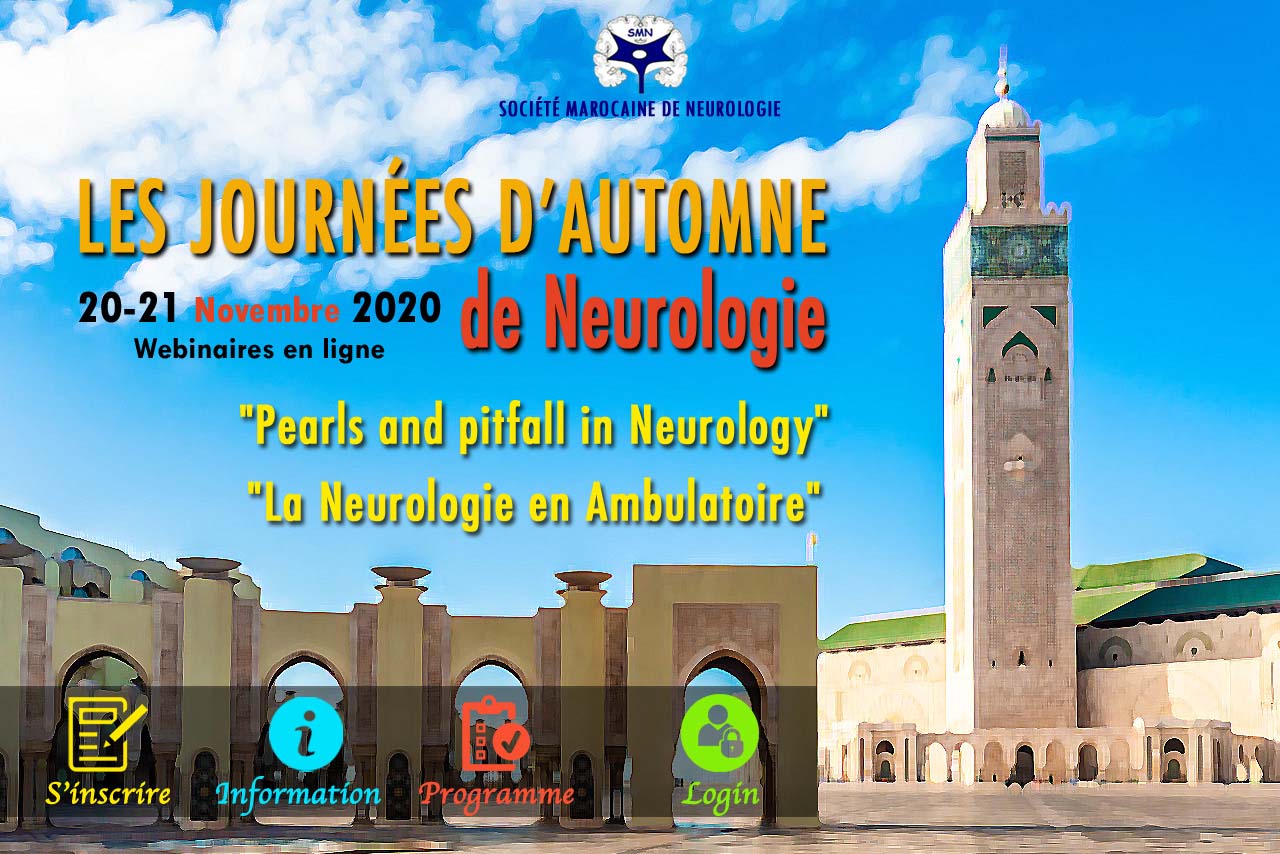 SMN
SOCIÉTÉ MAROCAINE DE NEUROLOGIE
LES JOURNÉES D'AUTOMNE
de Neurologie
20-21 Novembre 2020
Webinaires en ligne
"Pearls and pitfall in Neurology"
"La Neurologie en Ambulatoire"
S'inscrire
Information
Programme
Login